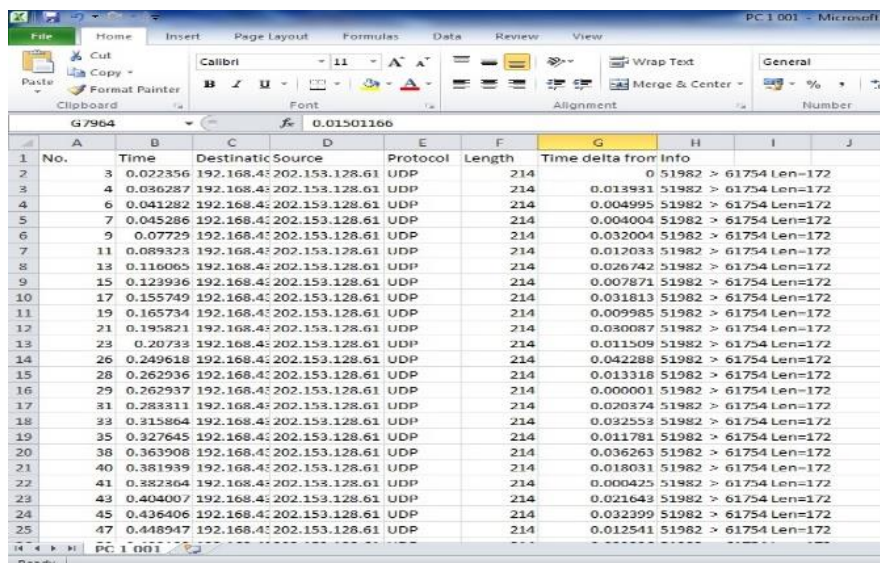 PC 1 001 - Microsoft
File Home Insert Page Layout Formulas Data Review View
Cut Calibri 11 A A Wrap Text General
Copy
Paste B I U A Merge & Center % ,
Format Painter
Clipboard Font Alignment Number
G7964 fx 0.01501166
A B C D E F G H I J
1 No. Time Destinatic Source Protocol Length Time delta from Info
2 3 0.022356 192.168.43 202.153.128.61 UDP 214 0 51982 > 61754 Len=172
3 4 0.036287 192.168.43 202.153.128.61 UDP 214 0.013931 51982 > 61754 Len=172
4 6 0.041282 192.168.43 202.153.128.61 UDP 214 0.004995 51982 > 61754 Len=172
5 7 0.045286 192.168.43 202.153.128.61 UDP 214 0.004004 51982 > 61754 Len=172
6 9 0.07729 192.168.43 202.153.128.61 UDP 214 0.032004 51982 > 61754 Len=172
7 11 0.089323 192.168.43 202.153.128.61 UDP 214 0.012033 51982 > 61754 Len=172
8 13 0.116065 192.168.43 202.153.128.61 UDP 214 0.026742 51982 > 61754 Len=172
9 15 0.123936 192.168.43 202.153.128.61 UDP 214 0.007871 51982 > 61754 Len=172
10 17 0.155749 192.168.43 202.153.128.61 UDP 214 0.031813 51982 > 61754 Len=172
11 19 0.165734 192.168.43 202.153.128.61 UDP 214 0.009985 51982 > 61754 Len=172
12 21 0.195821 192.168.43 202.153.128.61 UDP 214 0.030087 51982 > 61754 Len=172
13 23 0.20733 192.168.43 202.153.128.61 UDP 214 0.011509 51982 > 61754 Len=172
14 26 0.249618 192.168.43 202.153.128.61 UDP 214 0.042288 51982 > 61754 Len=172
15 28 0.262936 192.168.43 202.153.128.61 UDP 214 0.013318 51982 > 61754 Len=172
16 29 0.262937 192.168.43 202.153.128.61 UDP 214 0.000001 51982 > 61754 Len=172
17 31 0.283311 192.168.43 202.153.128.61 UDP 214 0.020374 51982 > 61754 Len=172
18 33 0.315864 192.168.43 202.153.128.61 UDP 214 0.032553 51982 > 61754 Len=172
19 35 0.327645 192.168.43 202.153.128.61 UDP 214 0.011781 51982 > 61754 Len=172
20 38 0.363908 192.168.43 202.153.128.61 UDP 214 0.036263 51982 > 61754 Len=172
21 40 0.381939 192.168.43 202.153.128.61 UDP 214 0.018031 51982 > 61754 Len=172
22 41 0.382364 192.168.43 202.153.128.61 UDP 214 0.000425 51982 > 61754 Len=172
23 43 0.404007 192.168.43 202.153.128.61 UDP 214 0.021643 51982 > 61754 Len=172
24 45 0.436406 192.168.43 202.153.128.61 UDP 214 0.032399 51982 > 61754 Len=172
25 47 0.448947 192.168.43 202.153.128.61 UDP 214 0.012541 51982 > 61754 Len=172
PC 1 001